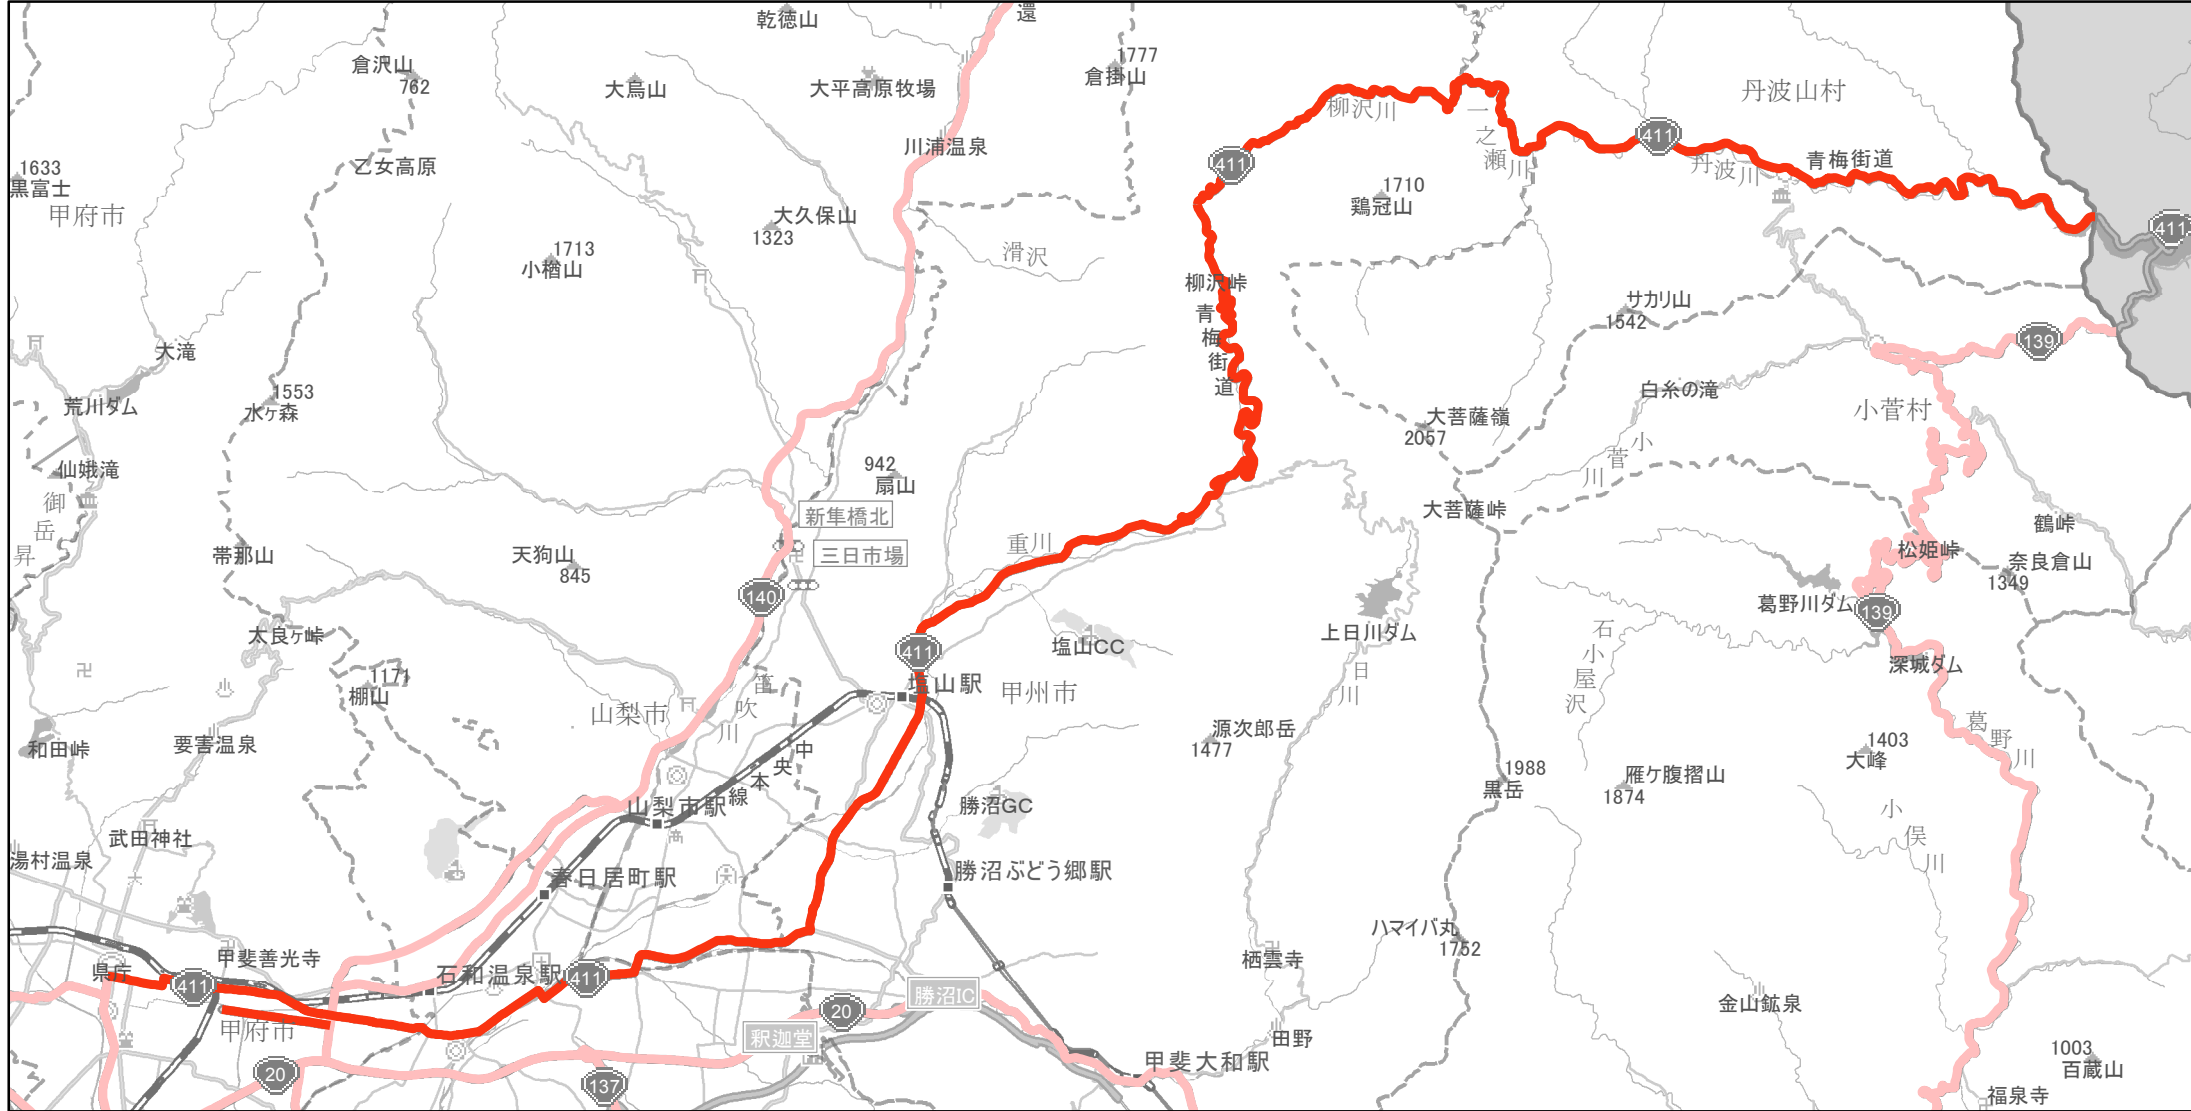 乾徳山
還
倉沢山
762
大烏山
大平高原牧場
1777
倉掛山
丹波山村
柳沢川
一之瀬川
411
411
丹波川
青梅街道
川浦温泉
乙女高原
1633
黒富士
甲府市
1710
鶏冠山
大久保山
1323
411
1713
小楢山
滑沢
柳沢峠
青梅街道
サカリ山
1542
139
大滝
荒川ダム
1553
水ヶ森
白糸の滝
小菅村
大菩薩嶺
2057
小菅川
仙娥滝
御岳昇
942
扇山
新隼橋北
三日市場
大菩薩峠
鶴峠
松姫峠
奈良倉山
1349
帯那山
天狗山
845
重川
140
葛野川ダム
139
太良ヶ峠
411
塩山CC
上日川ダム
石小屋沢
深城ダム
1171
棚山
塩山駅
甲州市
日川
山梨市
笛吹川
和田峠
要害温泉
源次郎岳
1477
葛野川
1403
大峰
中央本線
1988
黒岳
雁ケ腹摺山
1874
山梨市駅
勝沼GC
小俣川
武田神社
湯村温泉
春日居町駅
勝沼ぶどう郷駅
ハマイバ丸
1752
甲斐善光寺
県庁
411
石和温泉駅
411
栖雲寺
勝沼IC
金山鉱泉
甲府市
20
釈迦堂
田野
20
137
甲斐大和駅
1003
百蔵山
福泉寺